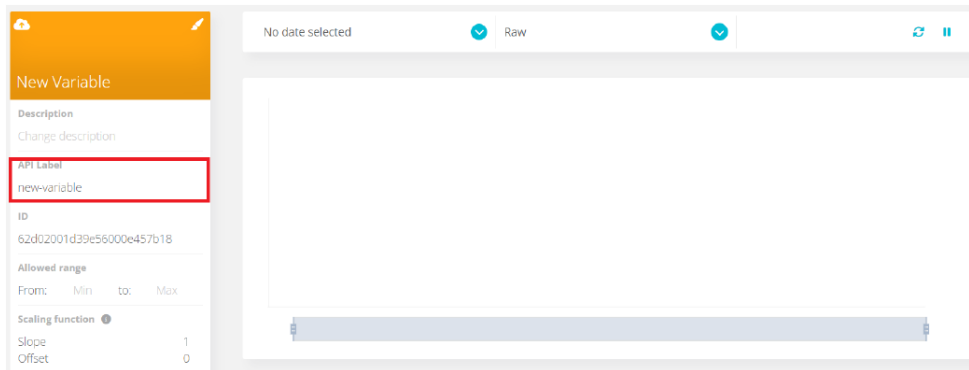 No date selected
Raw
New Variable
Description
Change description
API Label
new-variable
ID
62d02001d39e56000e457b18
Allowed range
From: Min to: Max
Scaling function
Slope 1
Offset 0